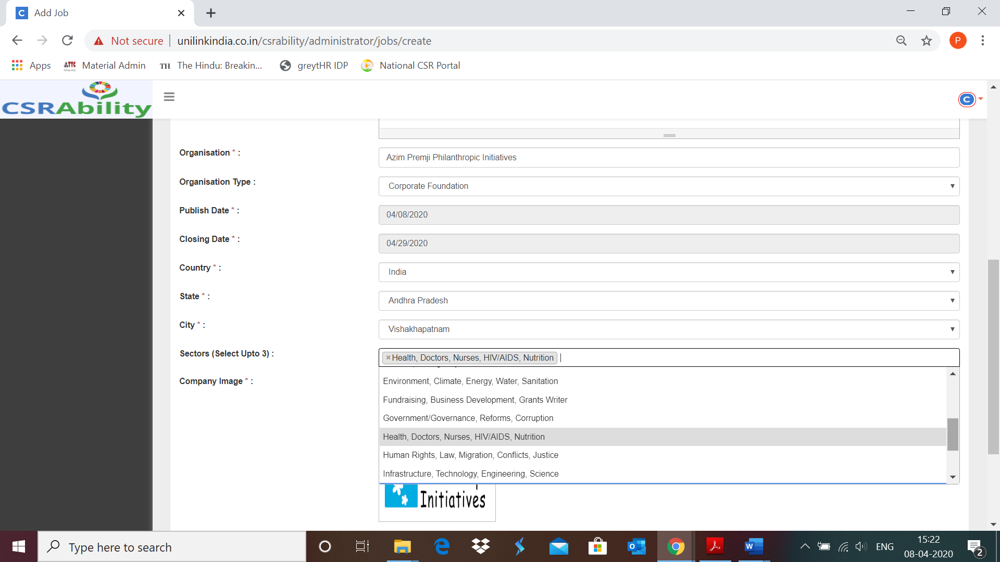 Add Job
Not secure | unilinkindia.co.in/csrability/administrator/jobs/create
P
Apps
Material Admin
TH The Hindu: Breakin...
greytHR IDP
National CSR Portal
CSRAbility
Organisation * :
Azim Premji Philanthropic Initiatives
Organisation Type :
Corporate Foundation
Publish Date * :
04/08/2020
Closing Date * :
04/29/2020
Country * :
India
State * :
Andhra Pradesh
City * :
Vishakhapatnam
Sectors (Select Upto 3) :
×Health, Doctors, Nurses, HIV/AIDS, Nutrition
Company Image * :
Environment, Climate, Energy, Water, Sanitation
Fundraising, Business Development, Grants Writer
Government/Governance, Reforms, Corruption
Health, Doctors, Nurses, HIV/AIDS, Nutrition
Human Rights, Law, Migration, Conflicts, Justice
Infrastructure, Technology, Engineering, Science
Initiatives
Type here to search
ENG
15:22
08-04-2020
2